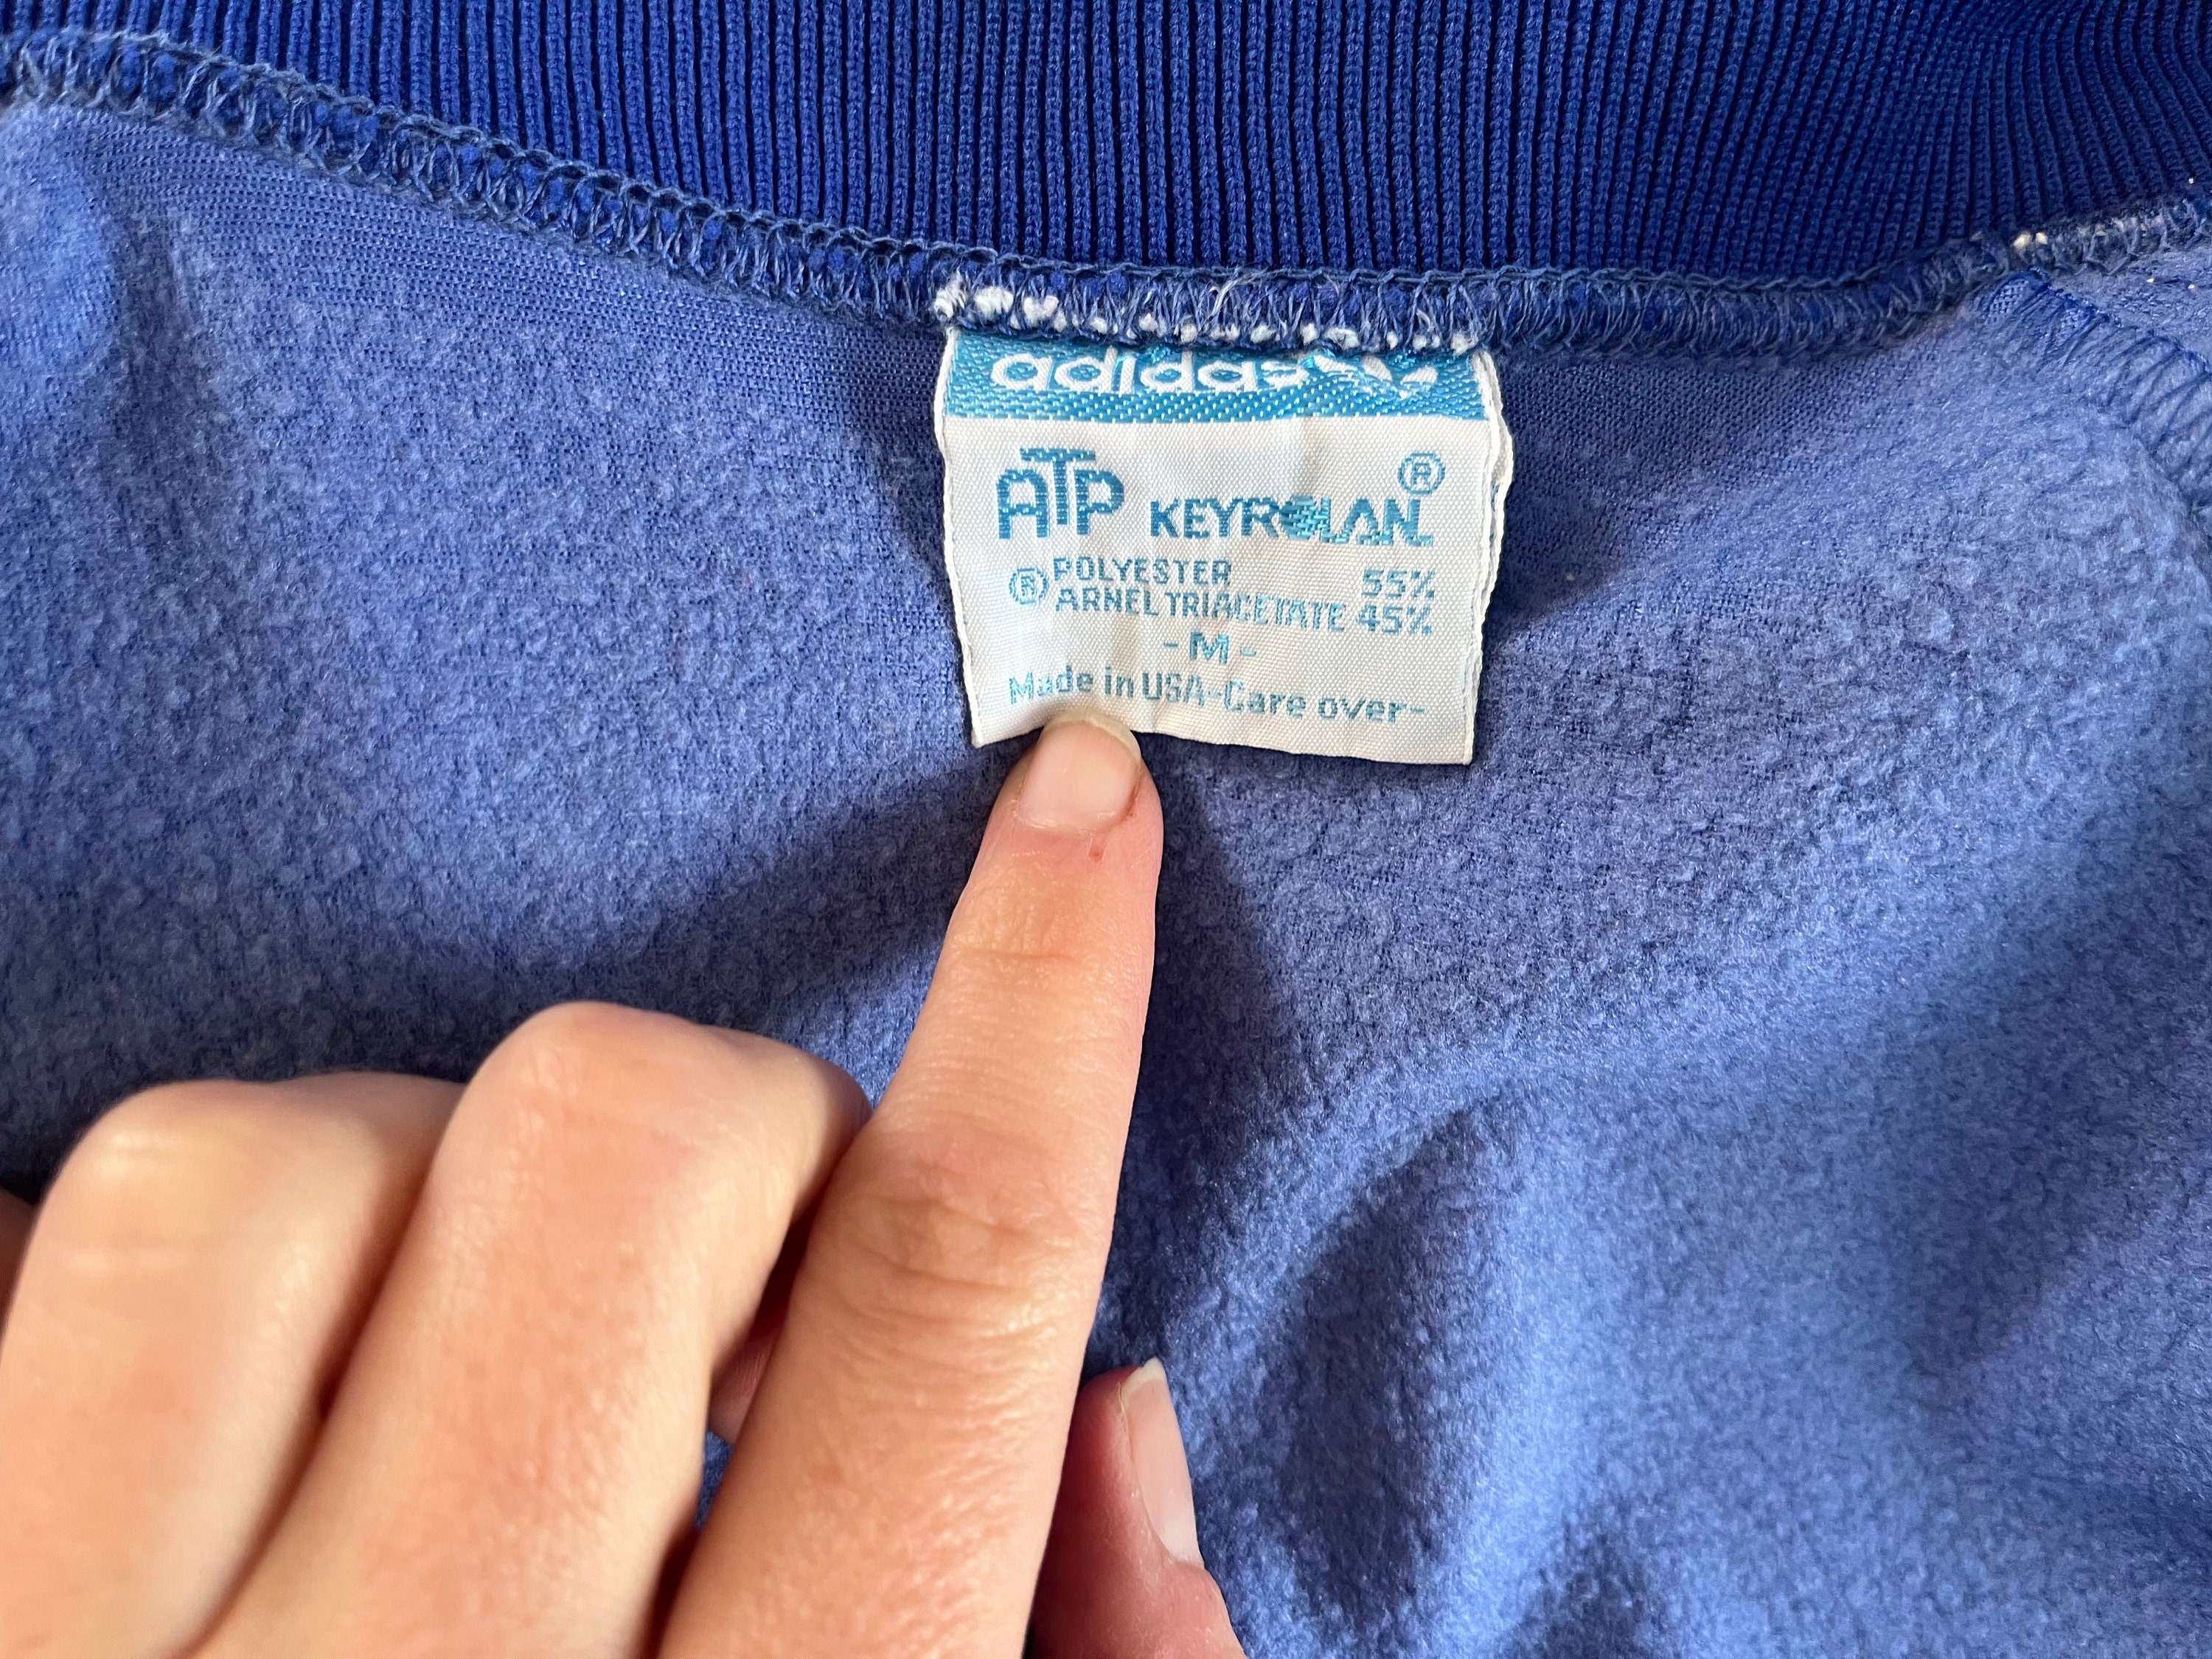 adidas
ATP KEYROLAN®
® POLYESTER 55%
ARNEL TRIACETATE 45%
- M -
Made in USA-Care over-